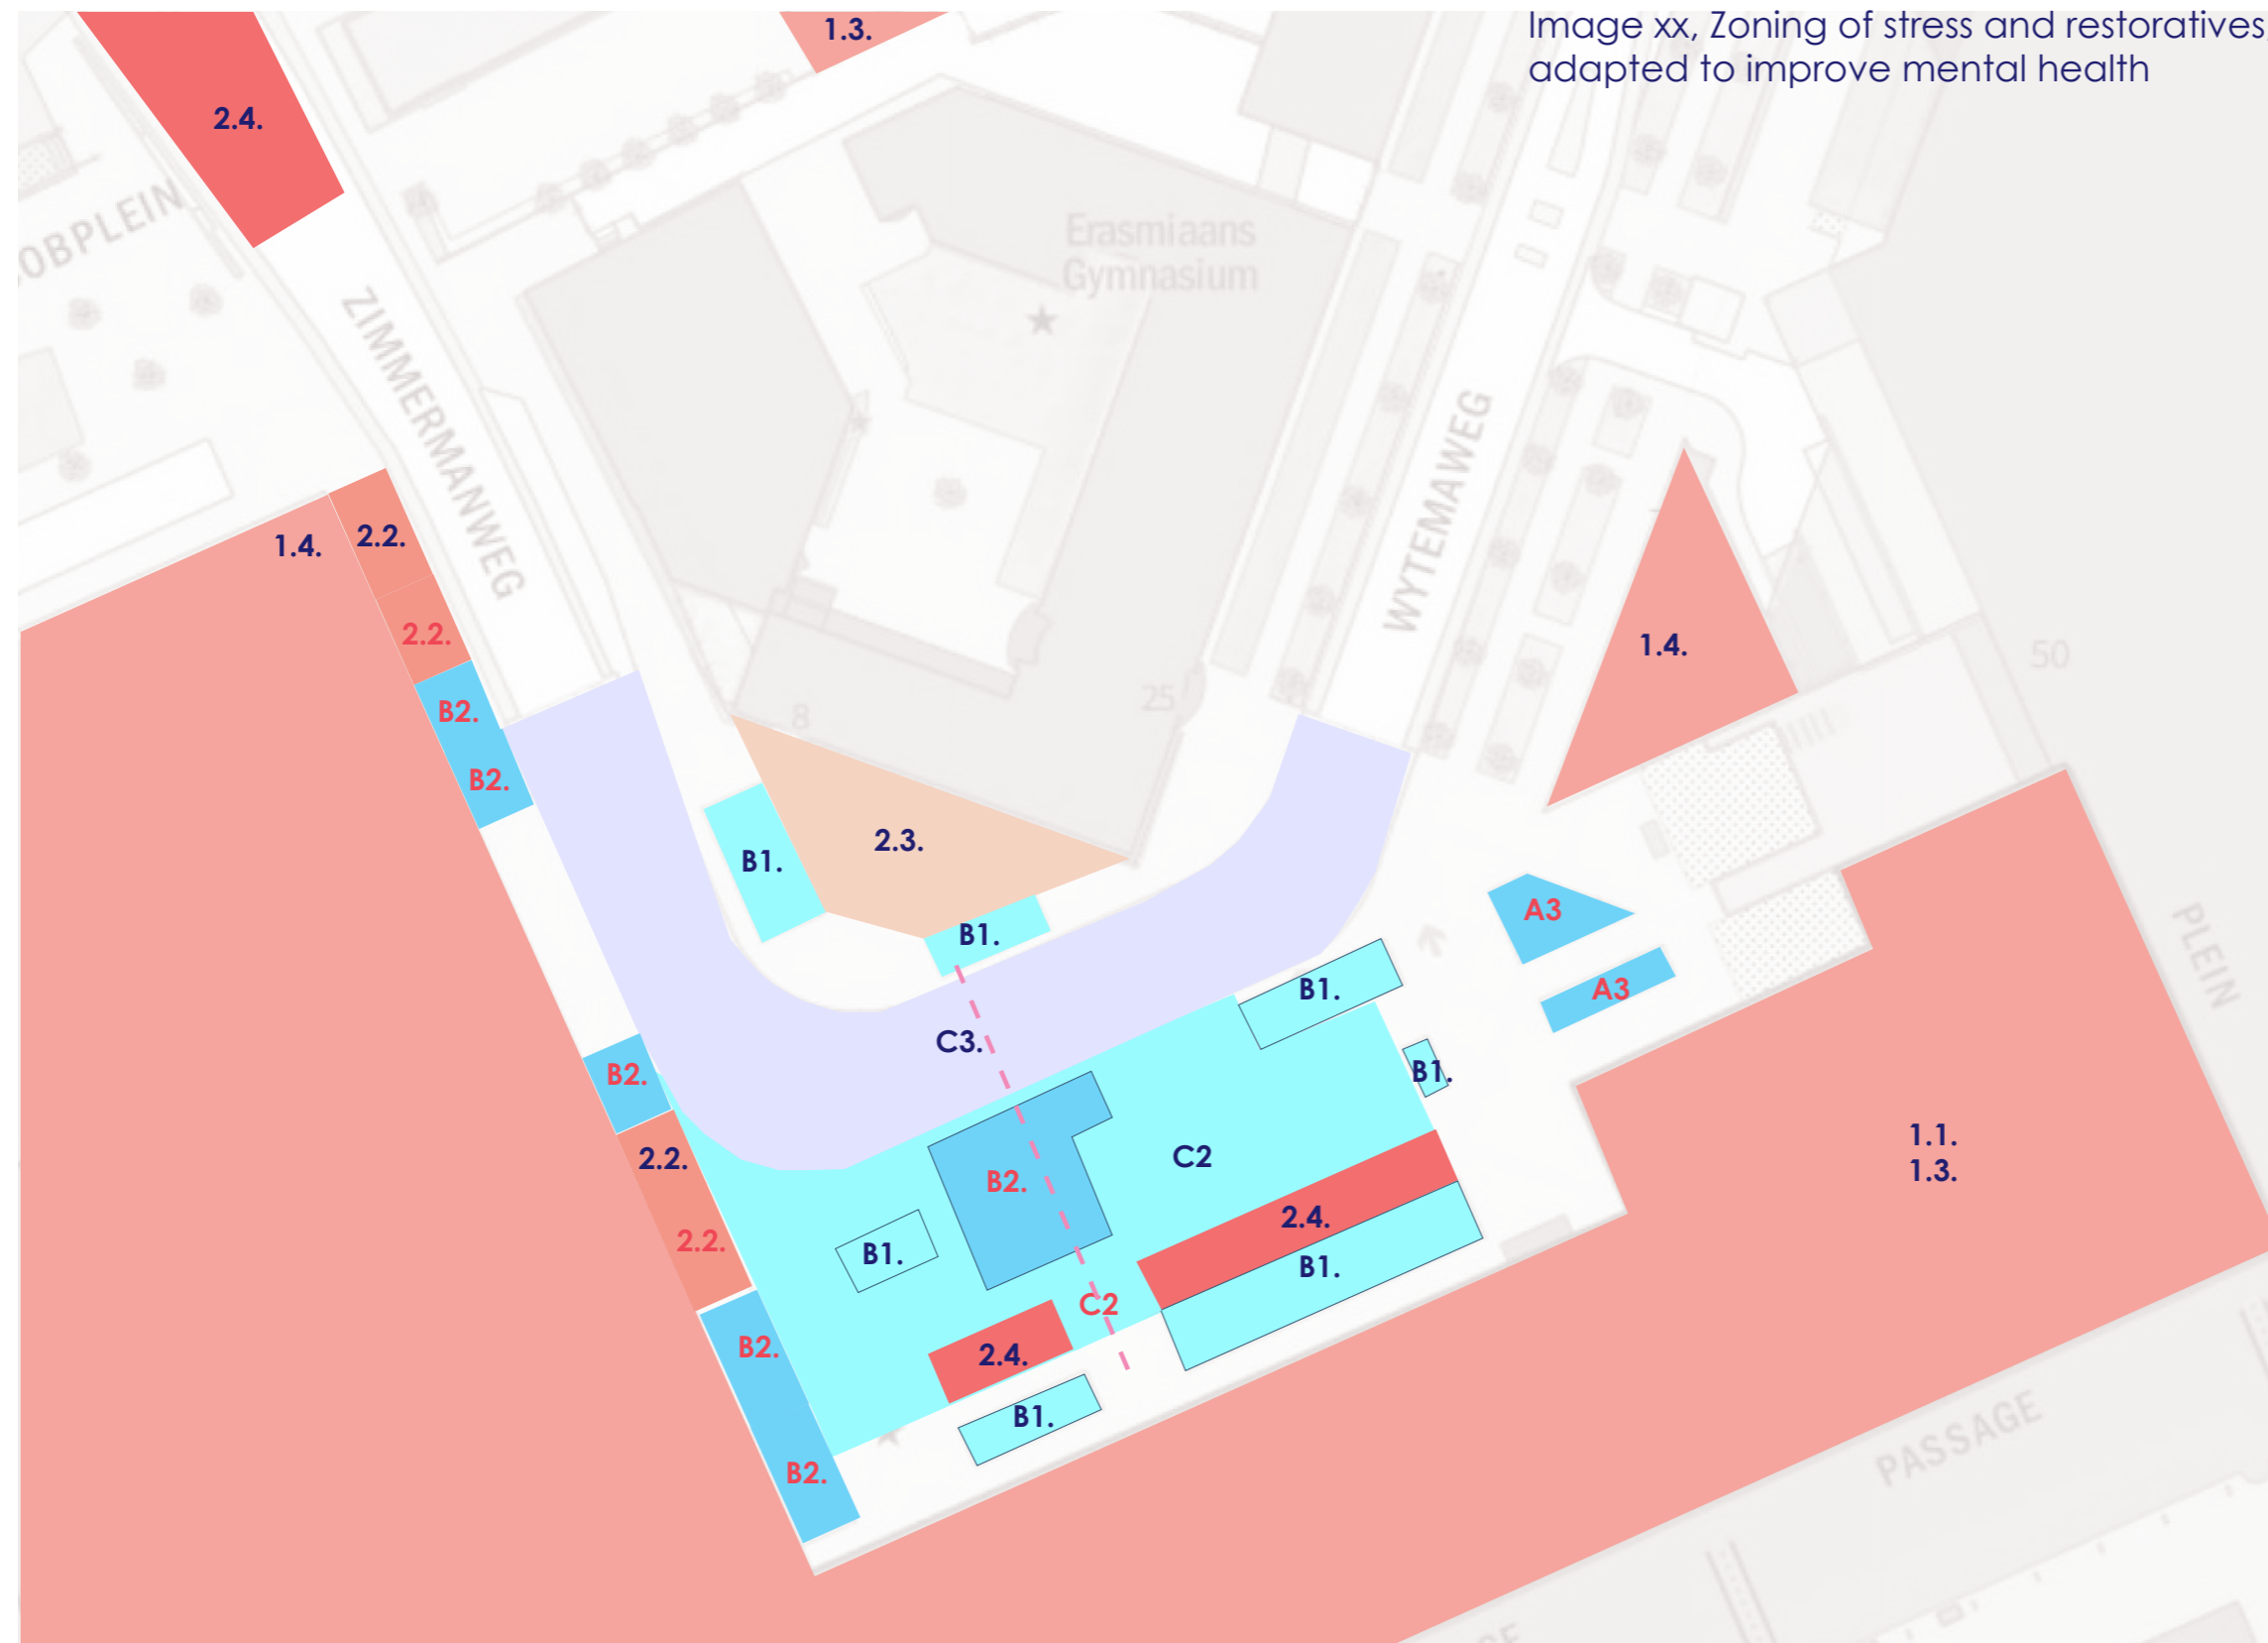 Image xx, Zoning of stress and restoratives,
adapted to improve mental health
1.3.
2.4.
OBPLEIN
Erasmiaans
Gymnasium
ZIMMERMANWEG
WYTEMAWEG
1.4.
2.2.
2.2.
1.4.
50
B2.
8
25
B2.
2.3.
B1.
B1.
A3
PLEIN
A3
B1.
C3.
B2.
B1.
1.1.
1.3.
2.2.
C2
B2.
2.4.
2.2.
B1.
B1.
C2
B2.
2.4.
B1.
PASSAGE
B2.